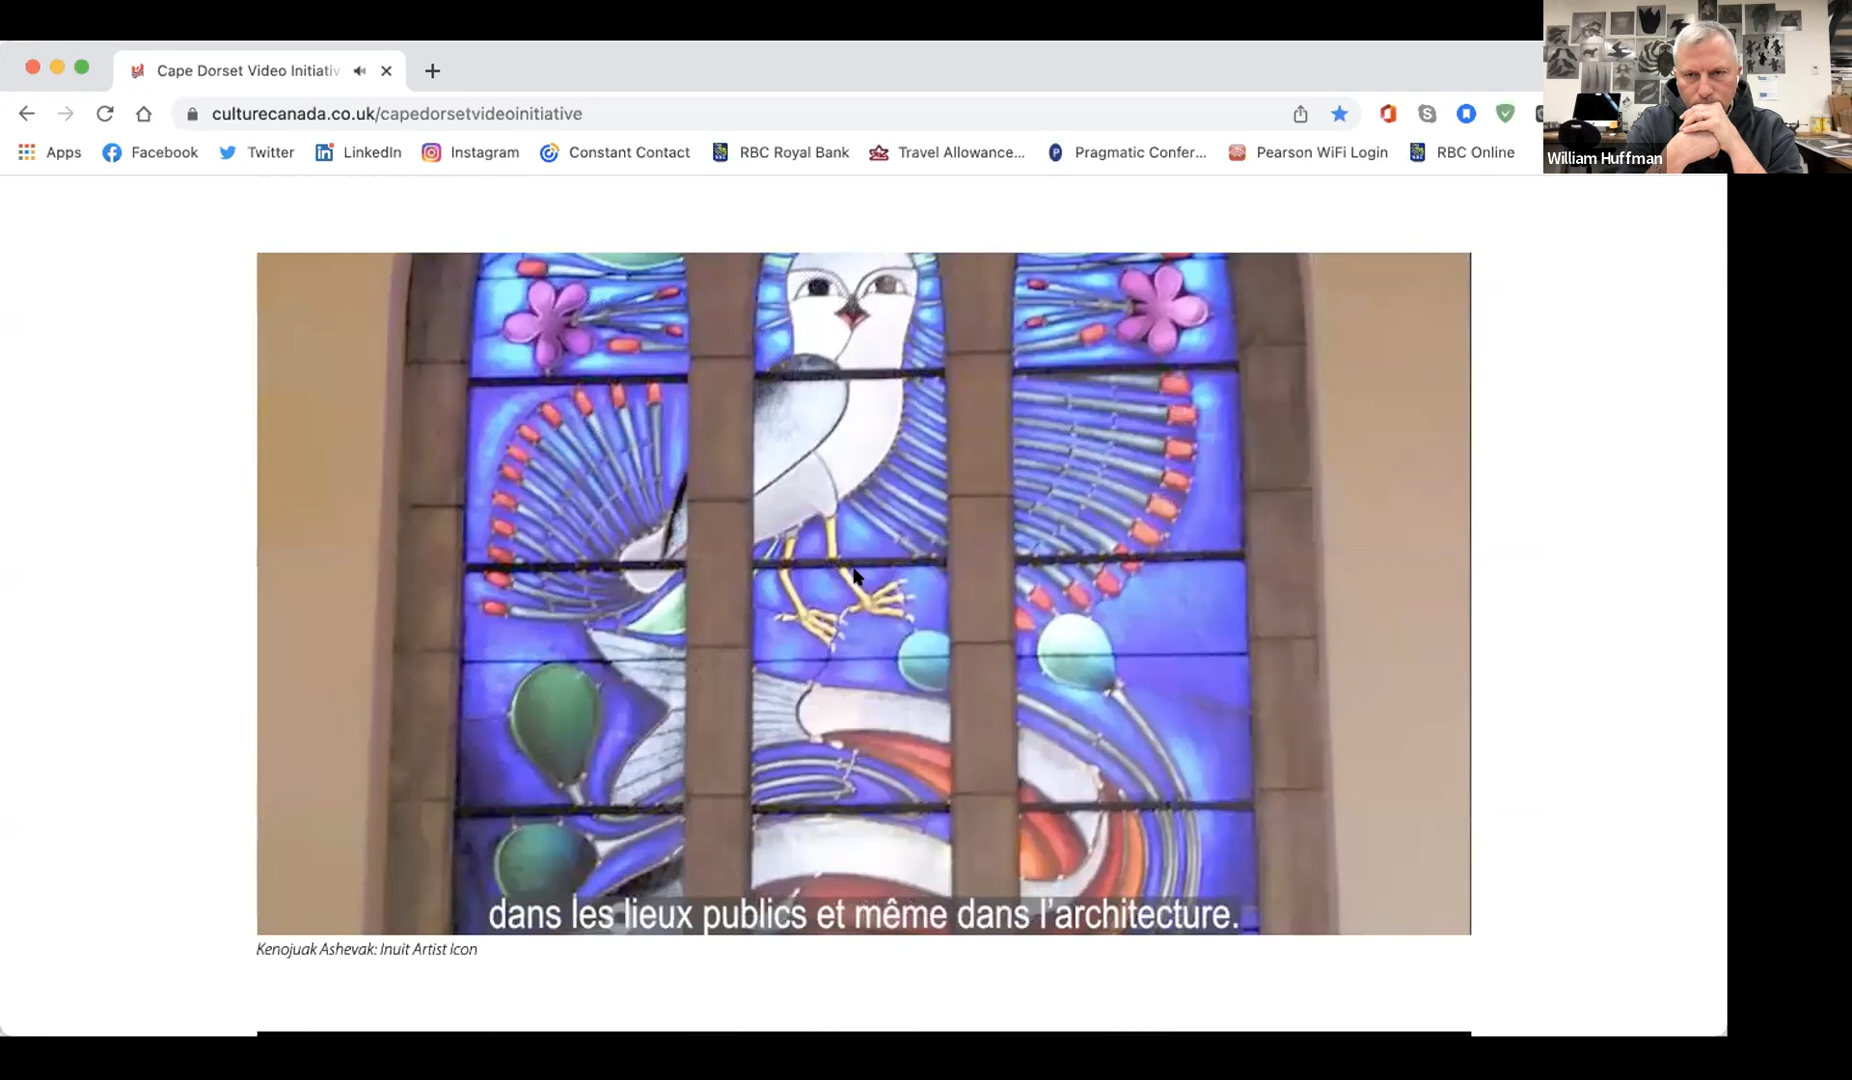 Cape Dorset Video Initiativ
culturecanada.co.uk/capedorsetvideoinitiative
Apps Facebook Twitter LinkedIn Instagram Constant Contact RBC Royal Bank Travel Allowance... Pragmatic Confer... Pearson WiFi Login RBC Online
William Huffman
dans les lieux publics et même dans l'architecture.
Kenojuak Ashevak: Inuit Artist Icon